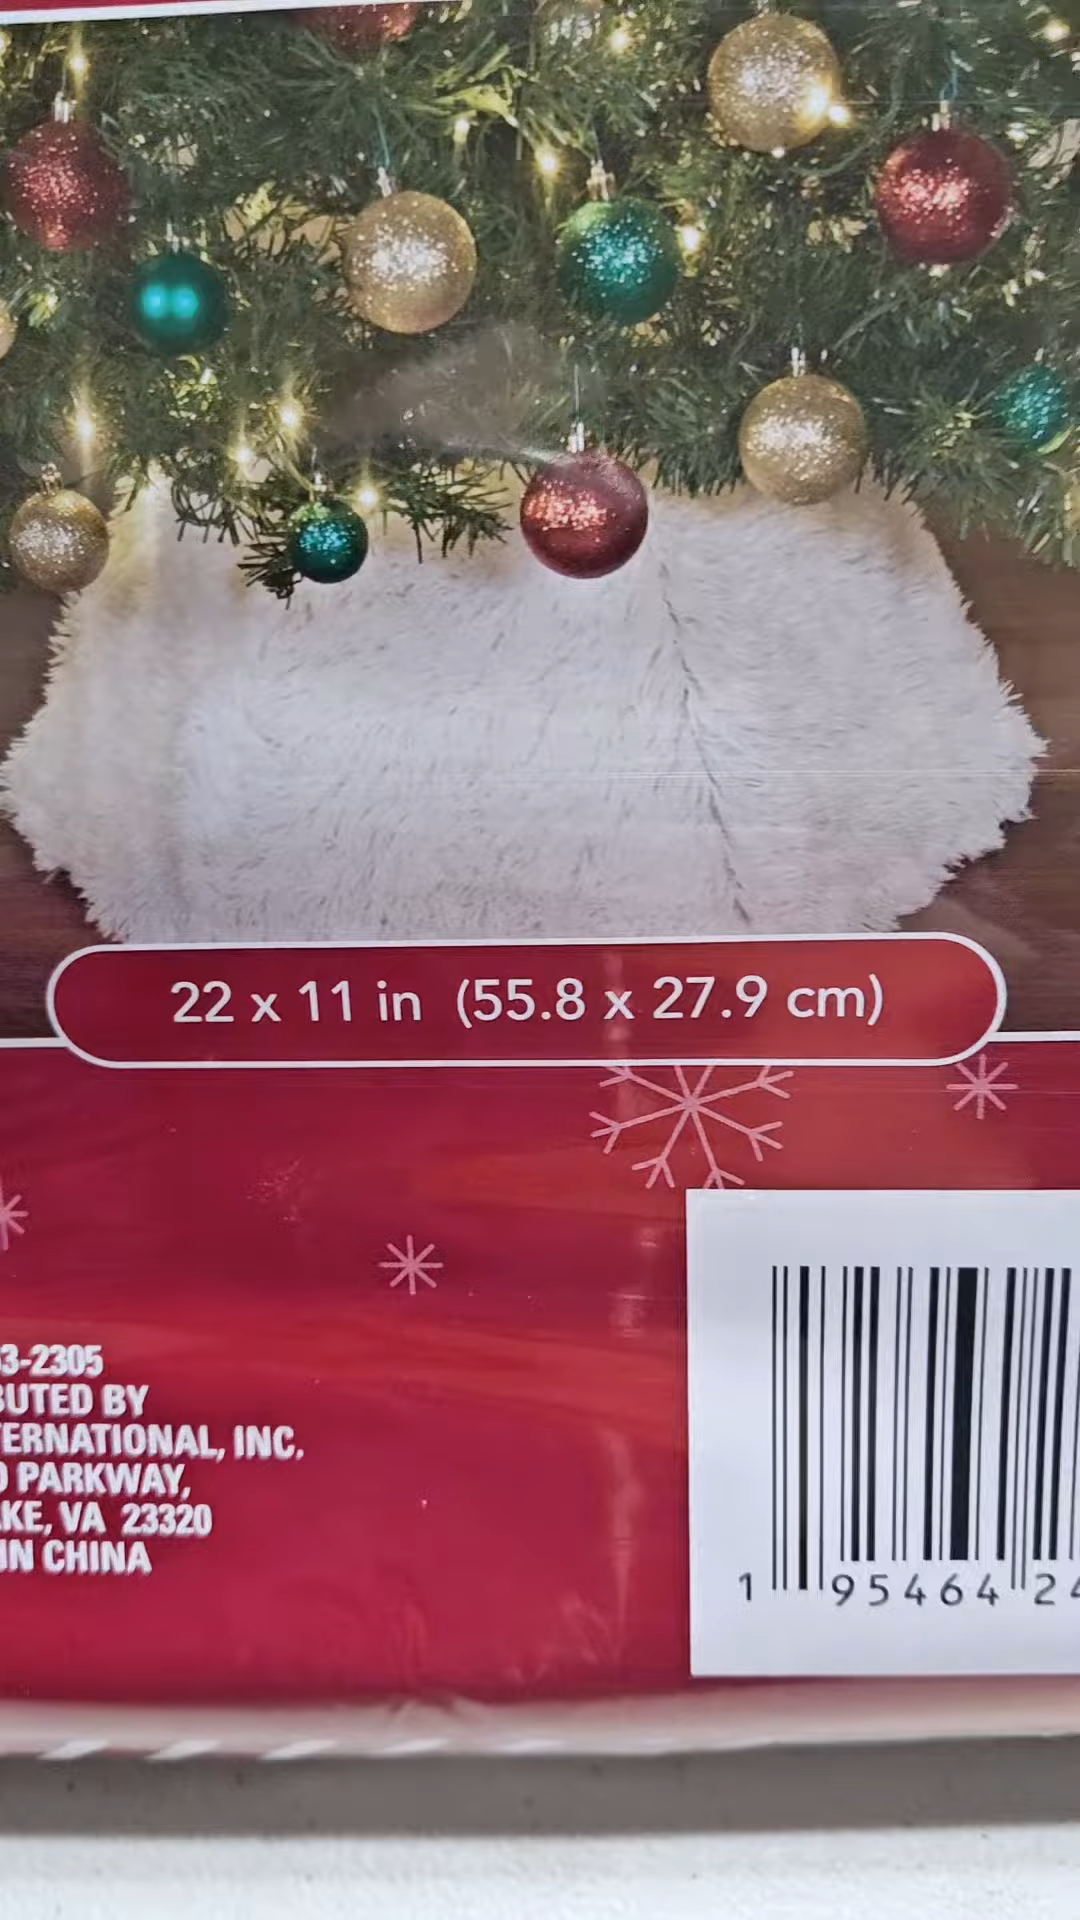 22 x 11 in (55.8 x 27.9 cm)
3-2305
BUTED BY
ERNATIONAL, INC.
PARKWAY,
KE, VA 23320
IN CHINA
1 95464 24